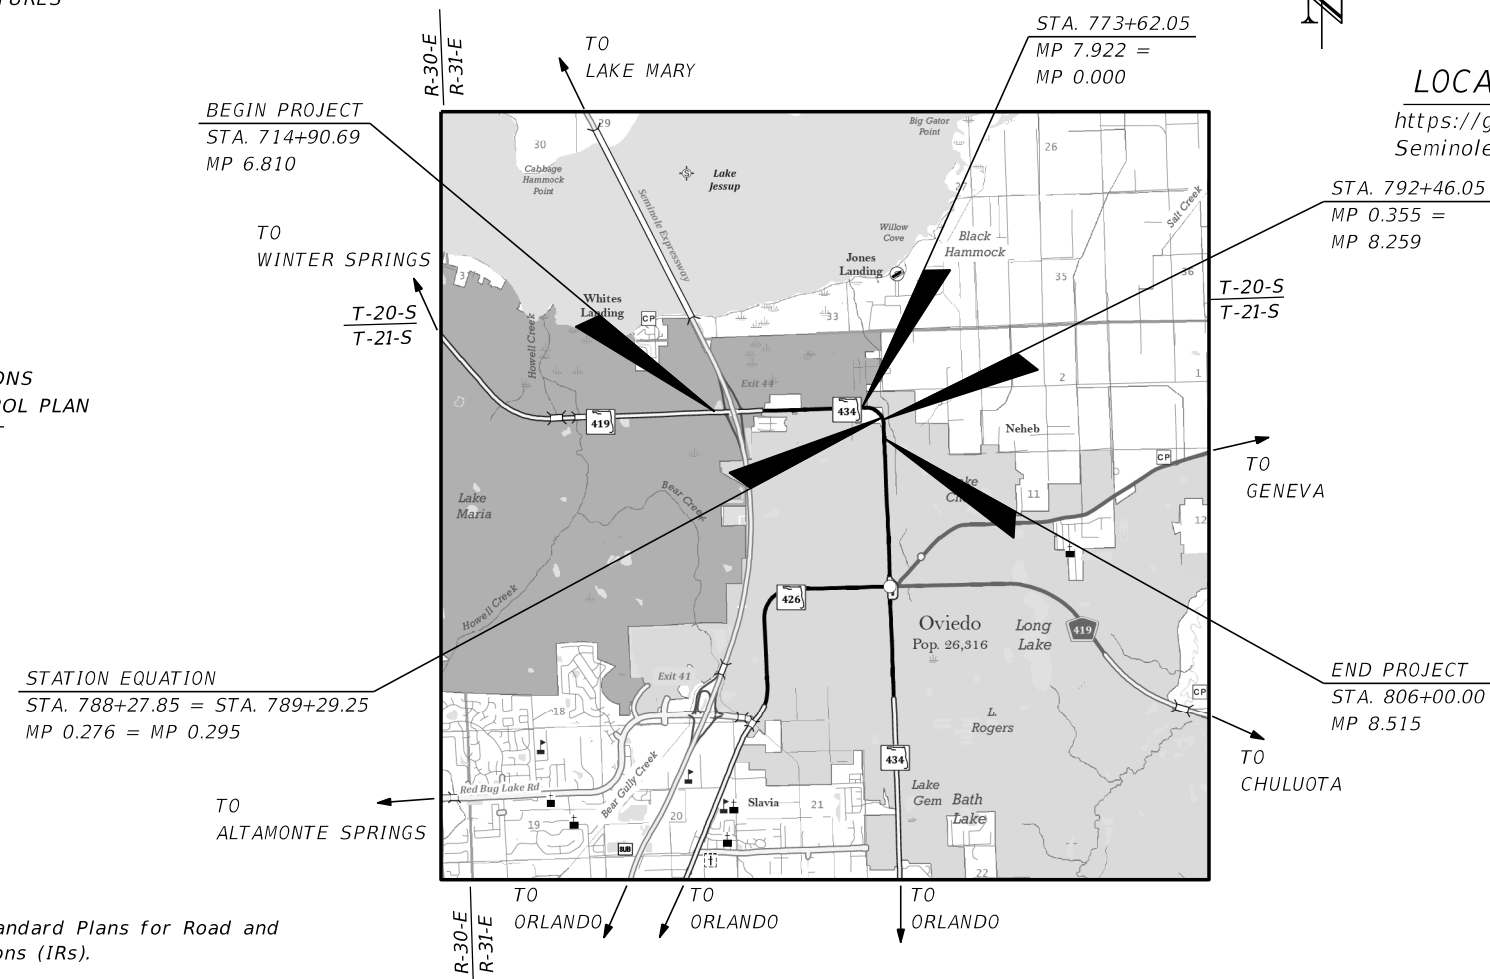 R-30-E
R-31-E
TO
LAKE MARY
STA. 773+62.05
MP 7.922 =
MP 0.000
N
LOCA
https://g
Seminole
BEGIN PROJECT
STA. 714+90.69
MP 6.810
STA. 792+46.05
MP 0.355 =
MP 8.259
TO
WINTER SPRINGS
T-20-S
T-21-S
T-20-S
T-21-S
29
30
Cabbage
Hammock
Point
Lake
Jessup
Seminole Expressway
Big Gator
Point
26
27
Salt Creek
Willow
Cove
Black
Hammock
Jones
Landing
35
36
31
Whites
Landing
CP
33
Howell Creek
Exit 44
2
1
419
434
Neheb
CP
TO
GENEVA
Lake
Maria
Bear Creek
11
12
ONS
OL PLAN
Howell Creek
426
Oviedo
Pop. 26,316
Long
Lake
419
STATION EQUATION
STA. 788+27.85 = STA. 789+29.25
MP 0.276 = MP 0.295
Exit 41
18
L.
Rogers
CP
END PROJECT
STA. 806+00.00
MP 8.515
TO
CHULUOTA
434
Red Bug Lake Rd
Bear Gully Creek
Lake
Gem
Bath
Lake
TO
ALTAMONTE SPRINGS
19
20
Slavia
21
SUB
22
TO
ORLANDO
TO
ORLANDO
TO
ORLANDO
R-30-E
R-31-E
andard Plans for Road and
ons (IRs).